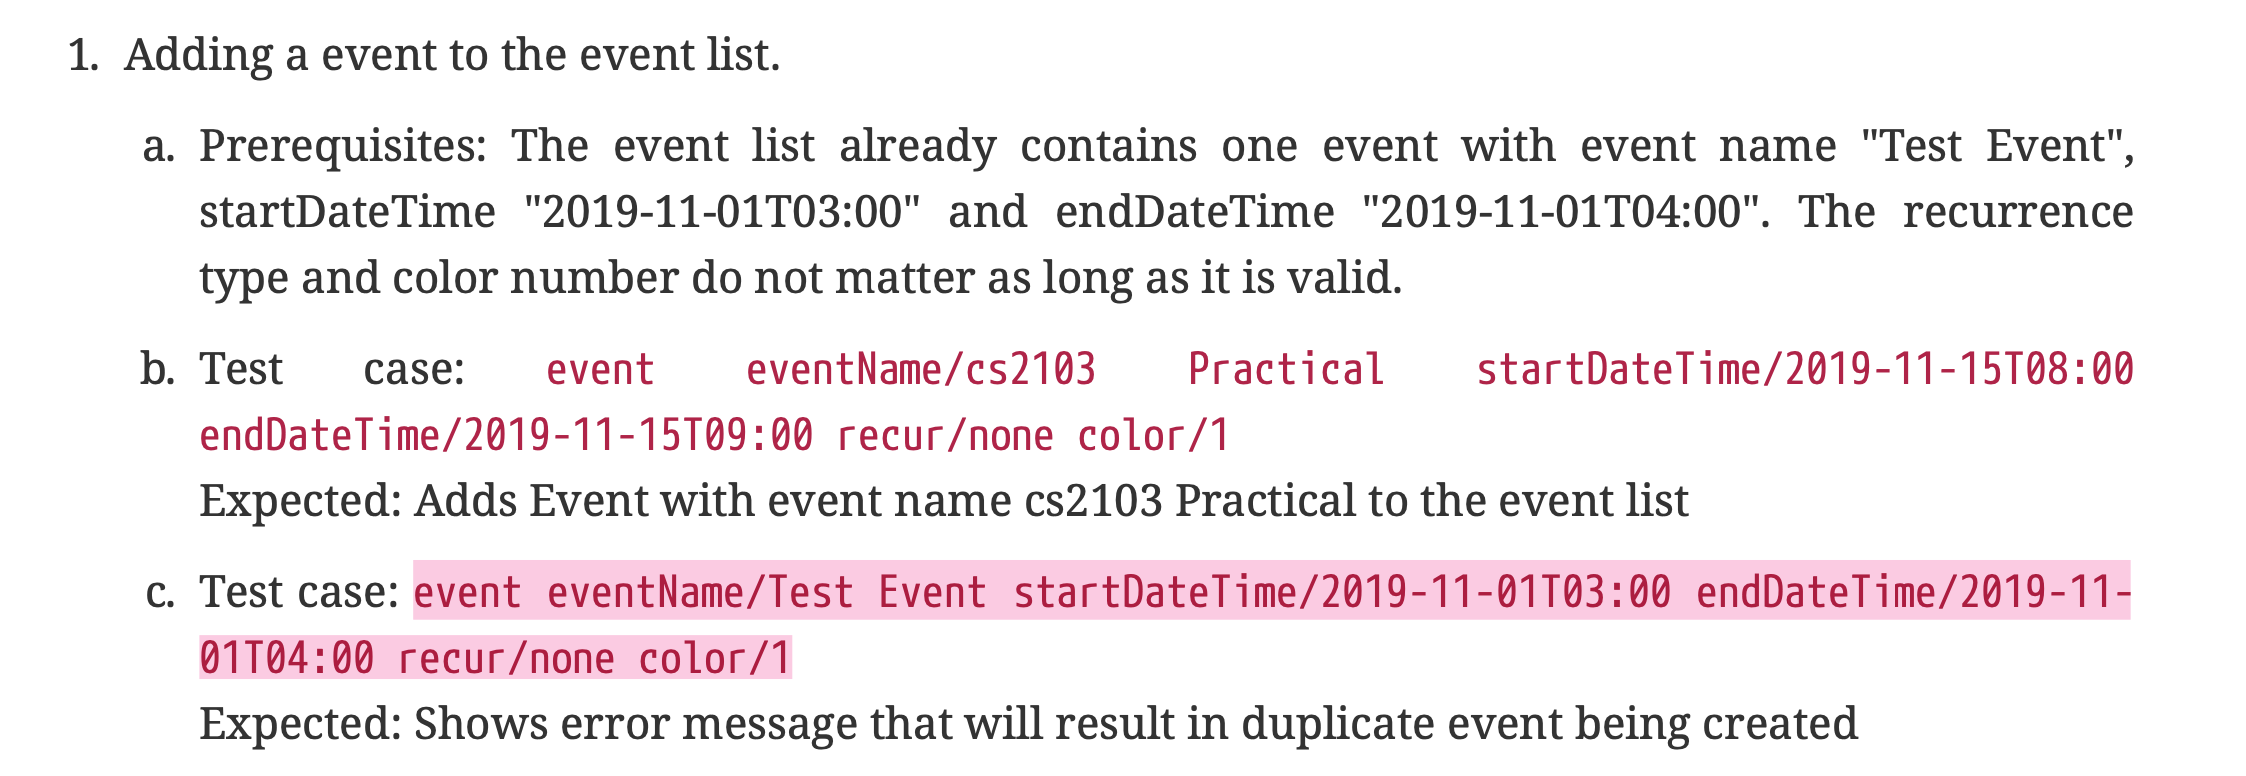 1. Adding a event to the event list.
a. Prerequisites: The event list already contains one event with event name "Test Event",
startDateTime "2019-11-01T03:00" and endDateTime "2019-11-01T04:00". The recurrence
type and color number do not matter as long as it is valid.
b. Test case: event eventName/cs2103 Practical startDateTime/2019-11-15T08:00
endDateTime/2019-11-15T09:00 recur/none color/1
Expected: Adds Event with event name cs2103 Practical to the event list
c. Test case: event eventName/Test Event startDateTime/2019-11-01T03:00 endDateTime/2019-11-
01T04:00 recur/none color/1
Expected: Shows error message that will result in duplicate event being created